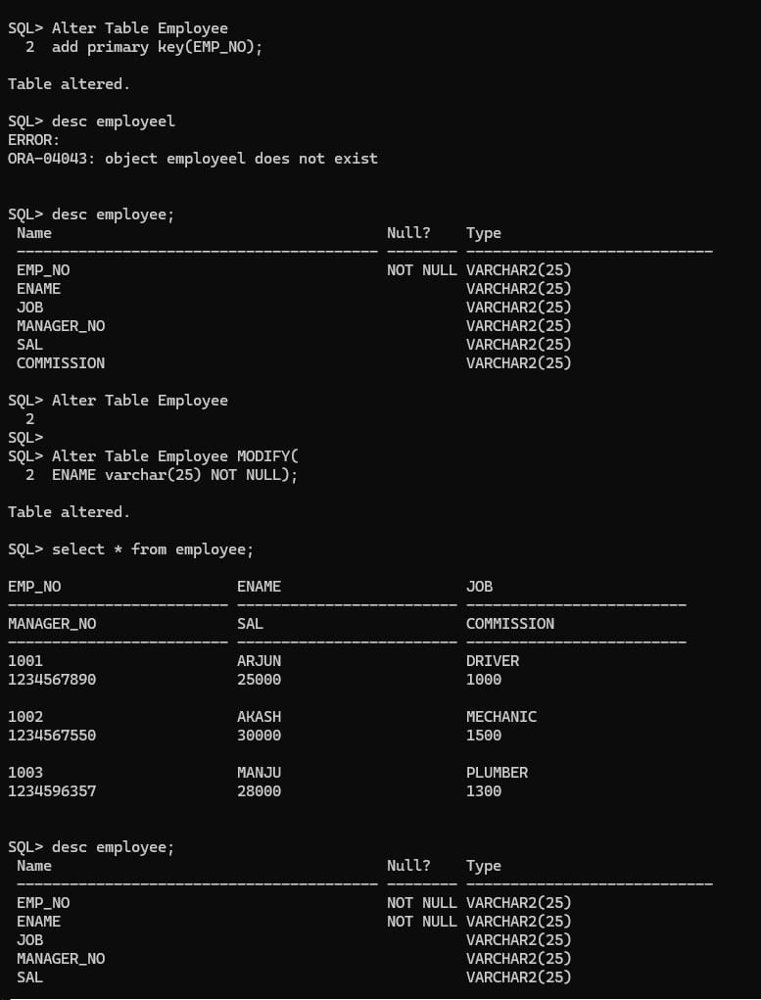 SQL> Alter Table Employee
  2  add primary key(EMP_NO);
Table altered.
SQL> desc employeel
ERROR:
ORA-04043: object employeel does not exist
SQL> desc employee;
 Name                                      Null?    Type
 ----------------------------------------- -------- ----------------------------
 EMP_NO                                    NOT NULL VARCHAR2(25)
 ENAME                                              VARCHAR2(25)
 JOB                                                VARCHAR2(25)
 MANAGER_NO                                         VARCHAR2(25)
 SAL                                                VARCHAR2(25)
 COMMISSION                                         VARCHAR2(25)
SQL> Alter Table Employee
  2
SQL>
SQL> Alter Table Employee MODIFY(
  2  ENAME varchar(25) NOT NULL);
Table altered.
SQL> select * from employee;
EMP_NO                    ENAME                     JOB
------------------------- ------------------------- -------------------------
MANAGER_NO                SAL                       COMMISSION
------------------------- ------------------------- -------------------------
1001                      ARJUN                     DRIVER
1234567890                25000                     1000
1002                      AKASH                     MECHANIC
1234567550                30000                     1500
1003                      MANJU                     PLUMBER
1234596357                28000                     1300
SQL> desc employee;
 Name                                      Null?    Type
 ----------------------------------------- -------- ----------------------------
 EMP_NO                                    NOT NULL VARCHAR2(25)
 ENAME                                     NOT NULL VARCHAR2(25)
 JOB                                                VARCHAR2(25)
 MANAGER_NO                                         VARCHAR2(25)
 SAL                                                VARCHAR2(25)